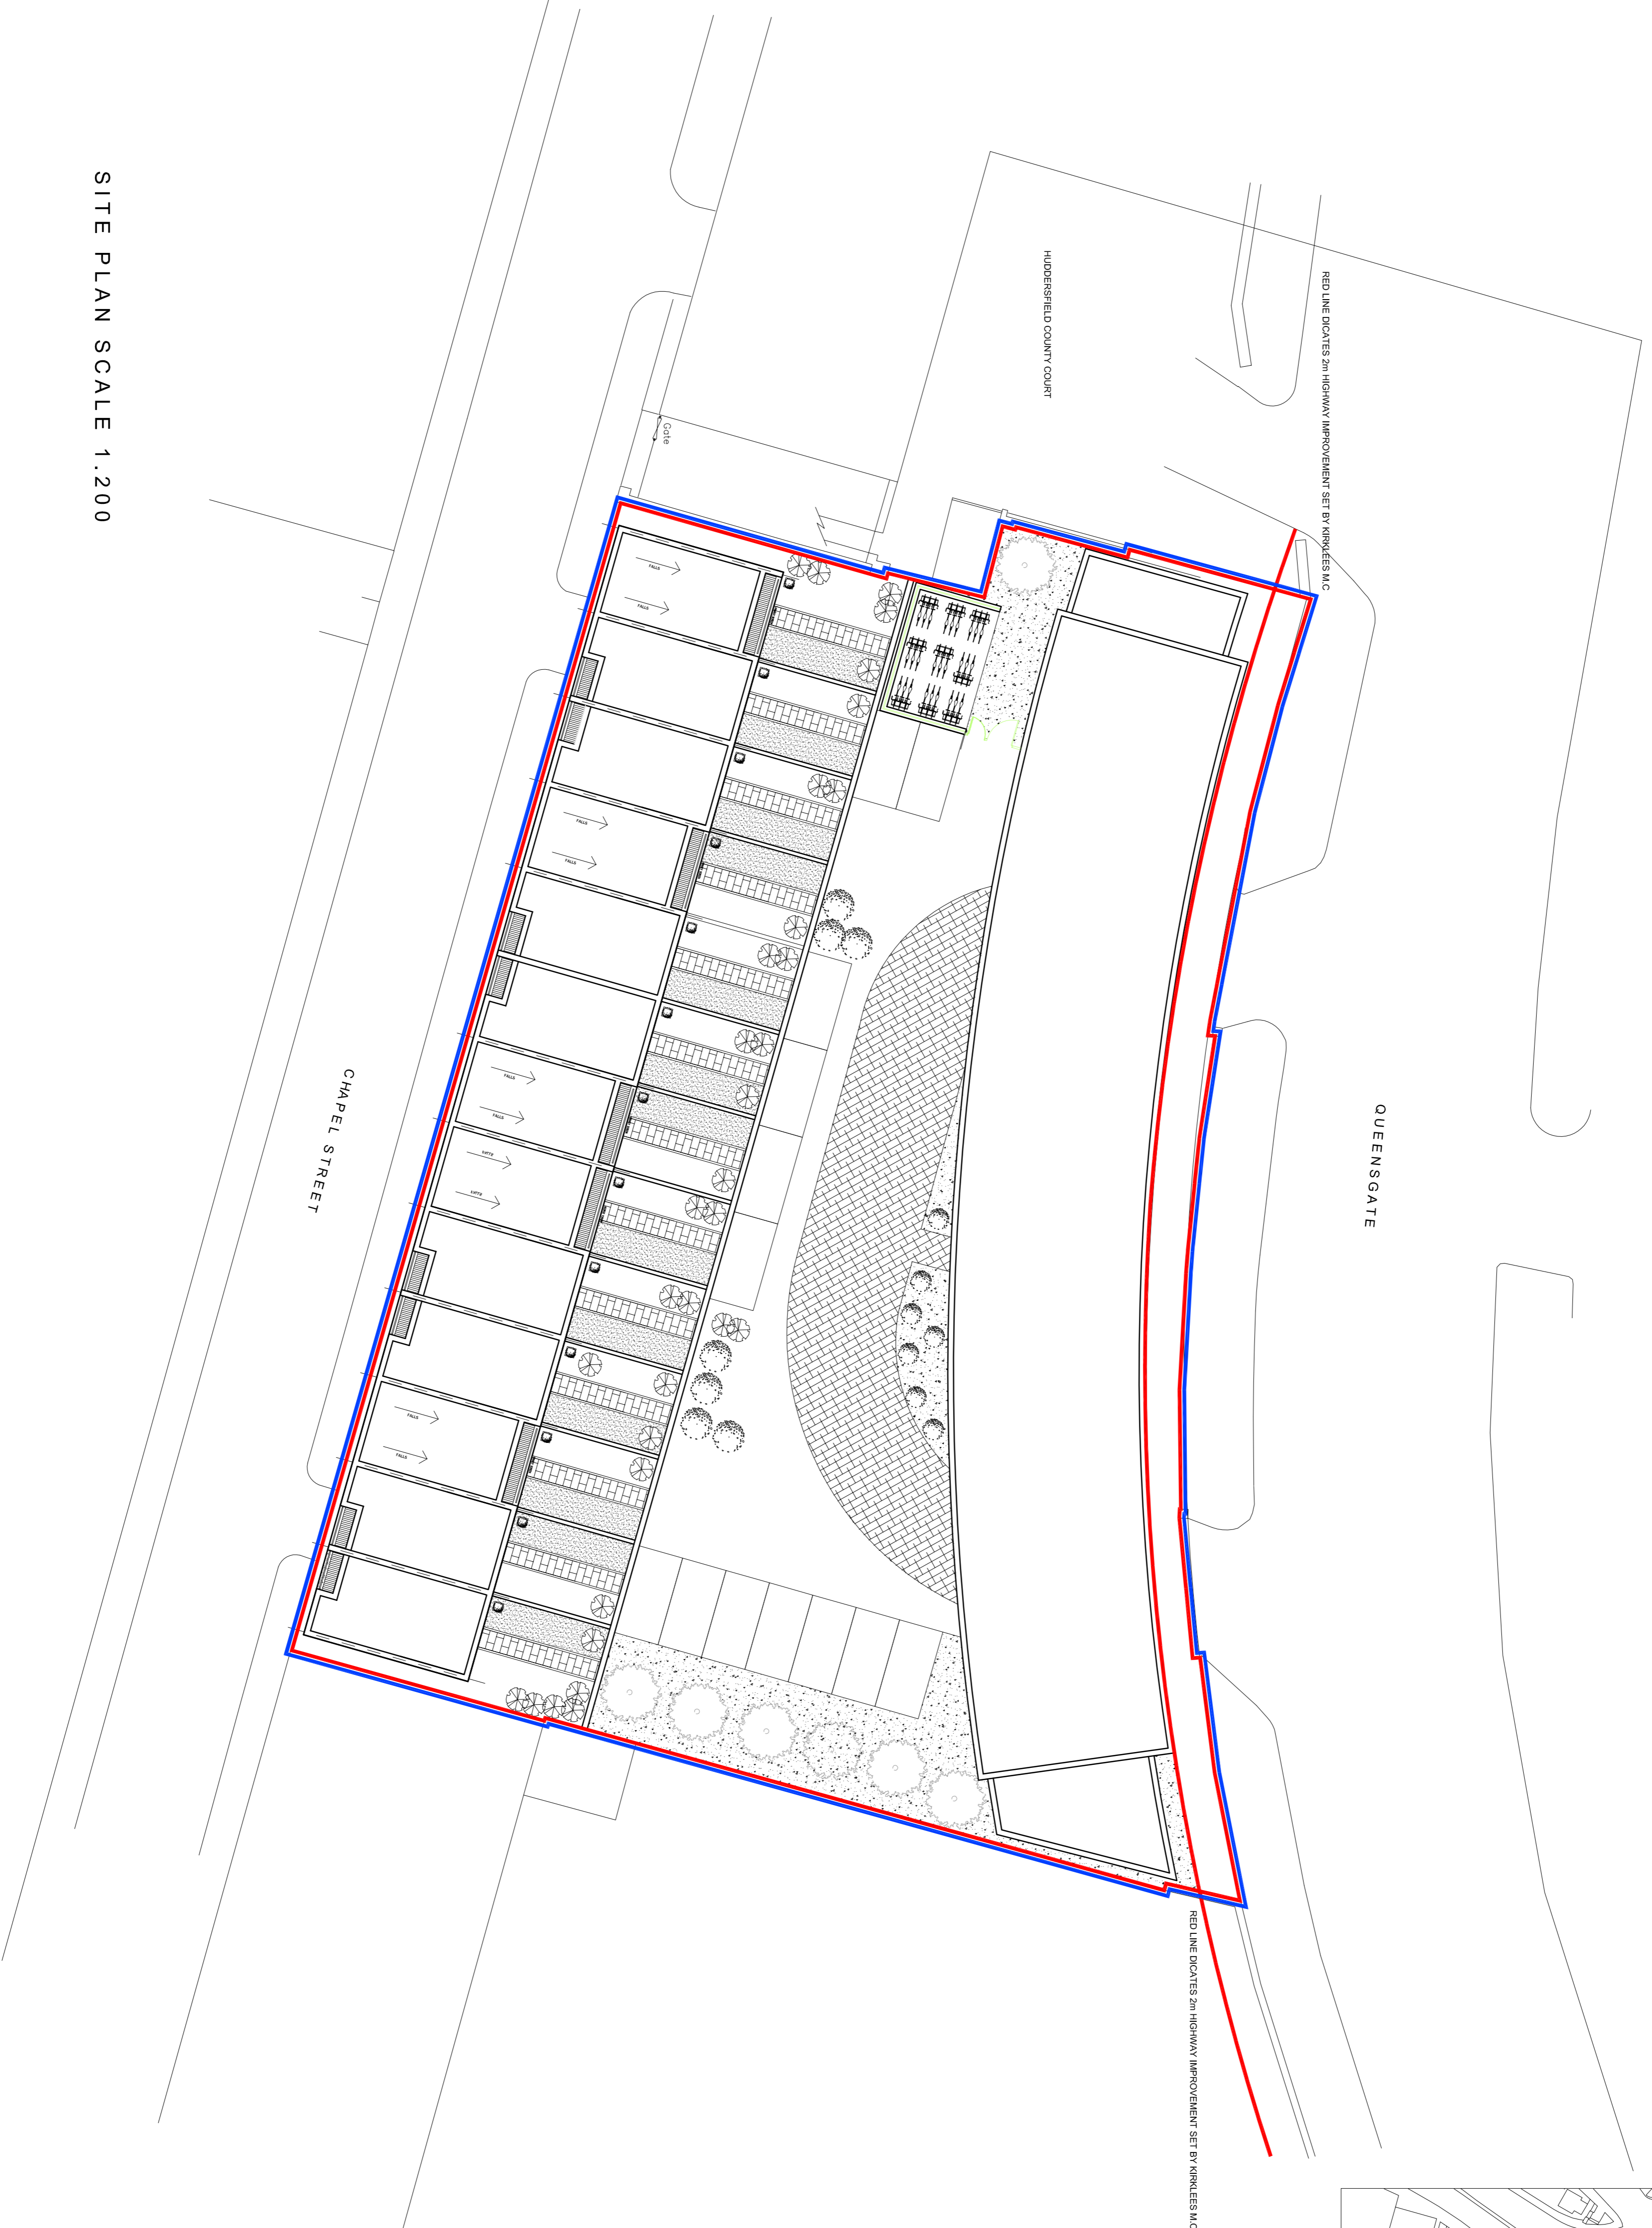 SITE PLAN SCALE 1.200
HUDDERSFIELD COUNTY COURT
RED LINE DICATES 2m HIGHWAY IMPROVEMENT SET BY KIRKLEES M.C
Gate
FALLS
FALLS
FALLS
FALLS
FALLS
FALLS
FALLS
FALLS
FALLS
FALLS
CHAPEL STREET
QUEENSGATE
RED LINE DICATES 2m HIGHWAY IMPROVEMENT SET BY KIRKLEES M.C